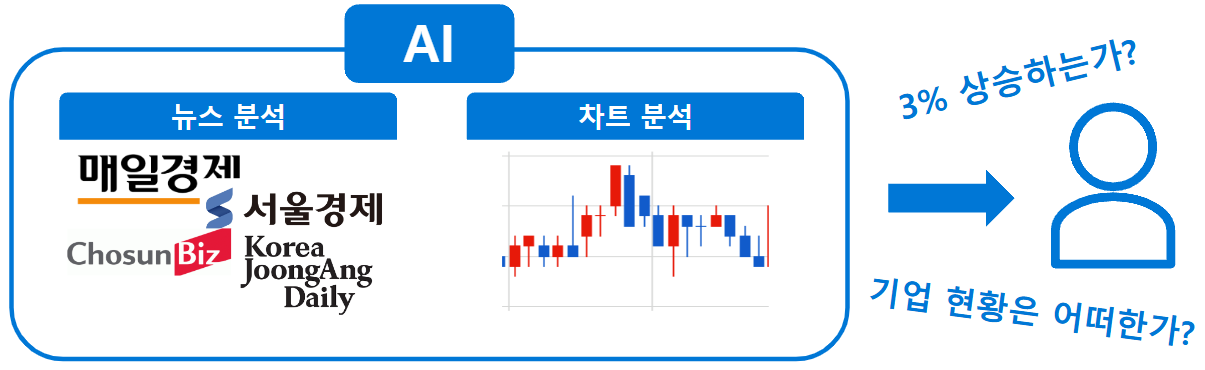 AI
뉴스 분석
차트 분석
매일경제
서울경제
ChosunBiz
Korea
JoongAng
Daily
3% 상승하는가?
기업 현황은 어떠한가?